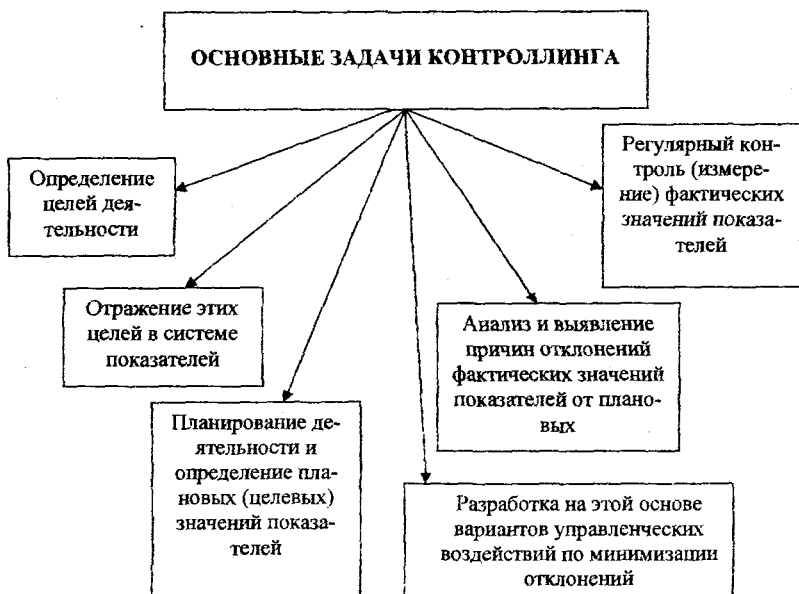 ОСНОВНЫЕ ЗАДАЧИ КОНТРОЛЛИНГА
Определение
целей дея-
тельности
Отражение этих
целей в системе
показателей
Планирование де-
ятельности и
определение пла-
новых (целевых)
значений показа-
телей
Разработка на этой основе
вариантов управленческих
воздействий по минимизации
отклонений
Анализ и выявление
причин отклонений
фактических значений
показателей от плано-
вых
Регулярный кон-
троль (измере-
ние) фактических
значений показа-
телей